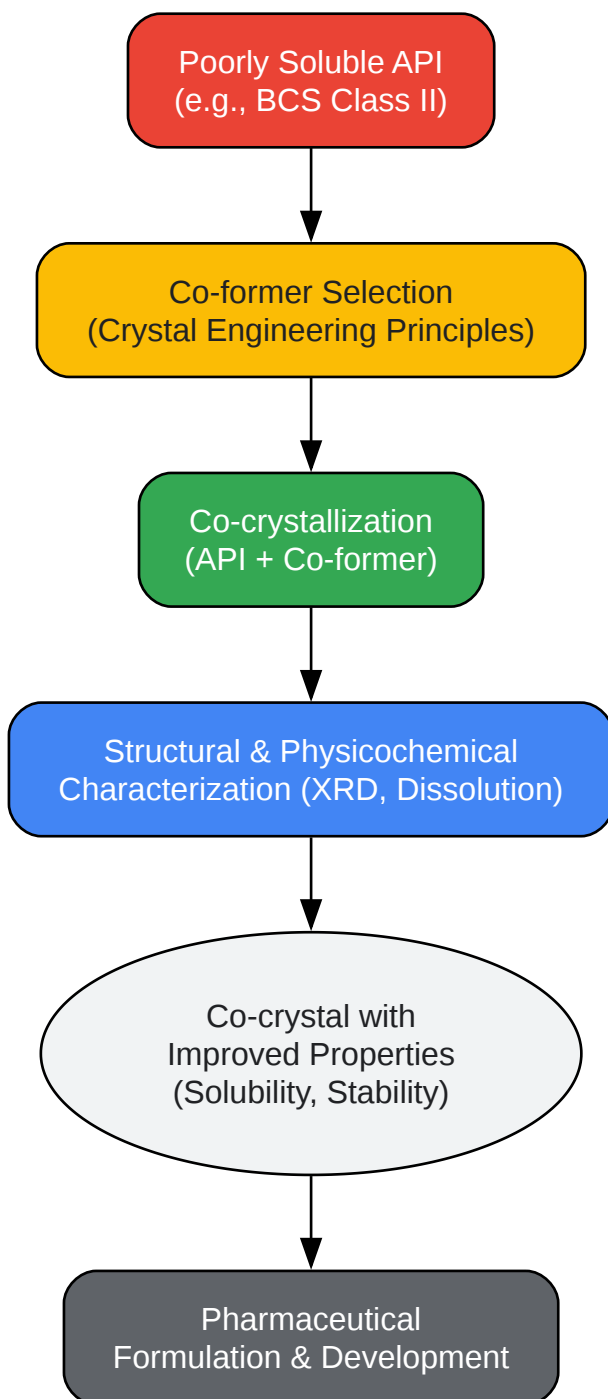 Poorly Soluble API
(e.g., BCS Class II)
Co-former Selection
(Crystal Engineering Principles)
Co-crystallization
(API + Co-former)
Structural & Physicochemical
Characterization (XRD, Dissolution)
Co-crystal with
Improved Properties
(Solubility, Stability)
Pharmaceutical
Formulation & Development